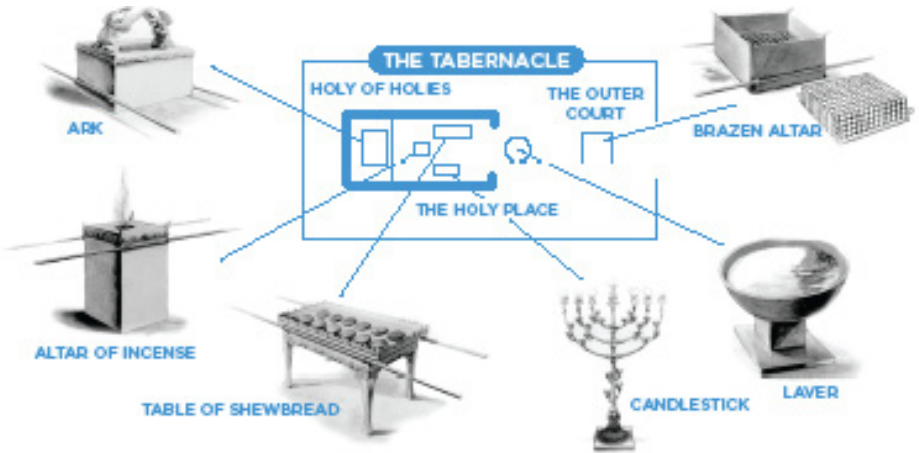 THE TABERNACLE
HOLY OF HOLIES
THE OUTER
COURT
ARK
BRAZEN ALTAR
THE HOLY PLACE
ALTAR OF INCENSE
TABLE OF SHEWBREAD
CANDLESTICK
LAVER